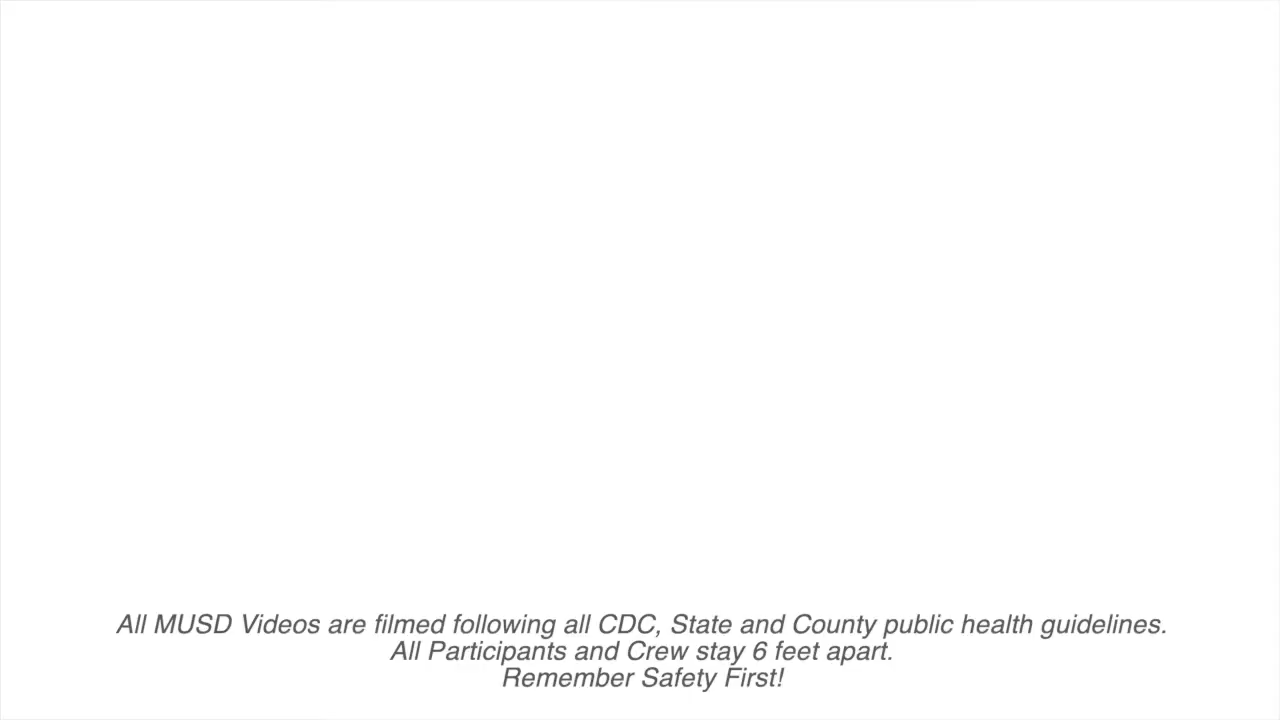 All MUSD Videos are filmed following all CDC, State and County public health guidelines.
All Participants and Crew stay 6 feet apart.
Remember Safety First!